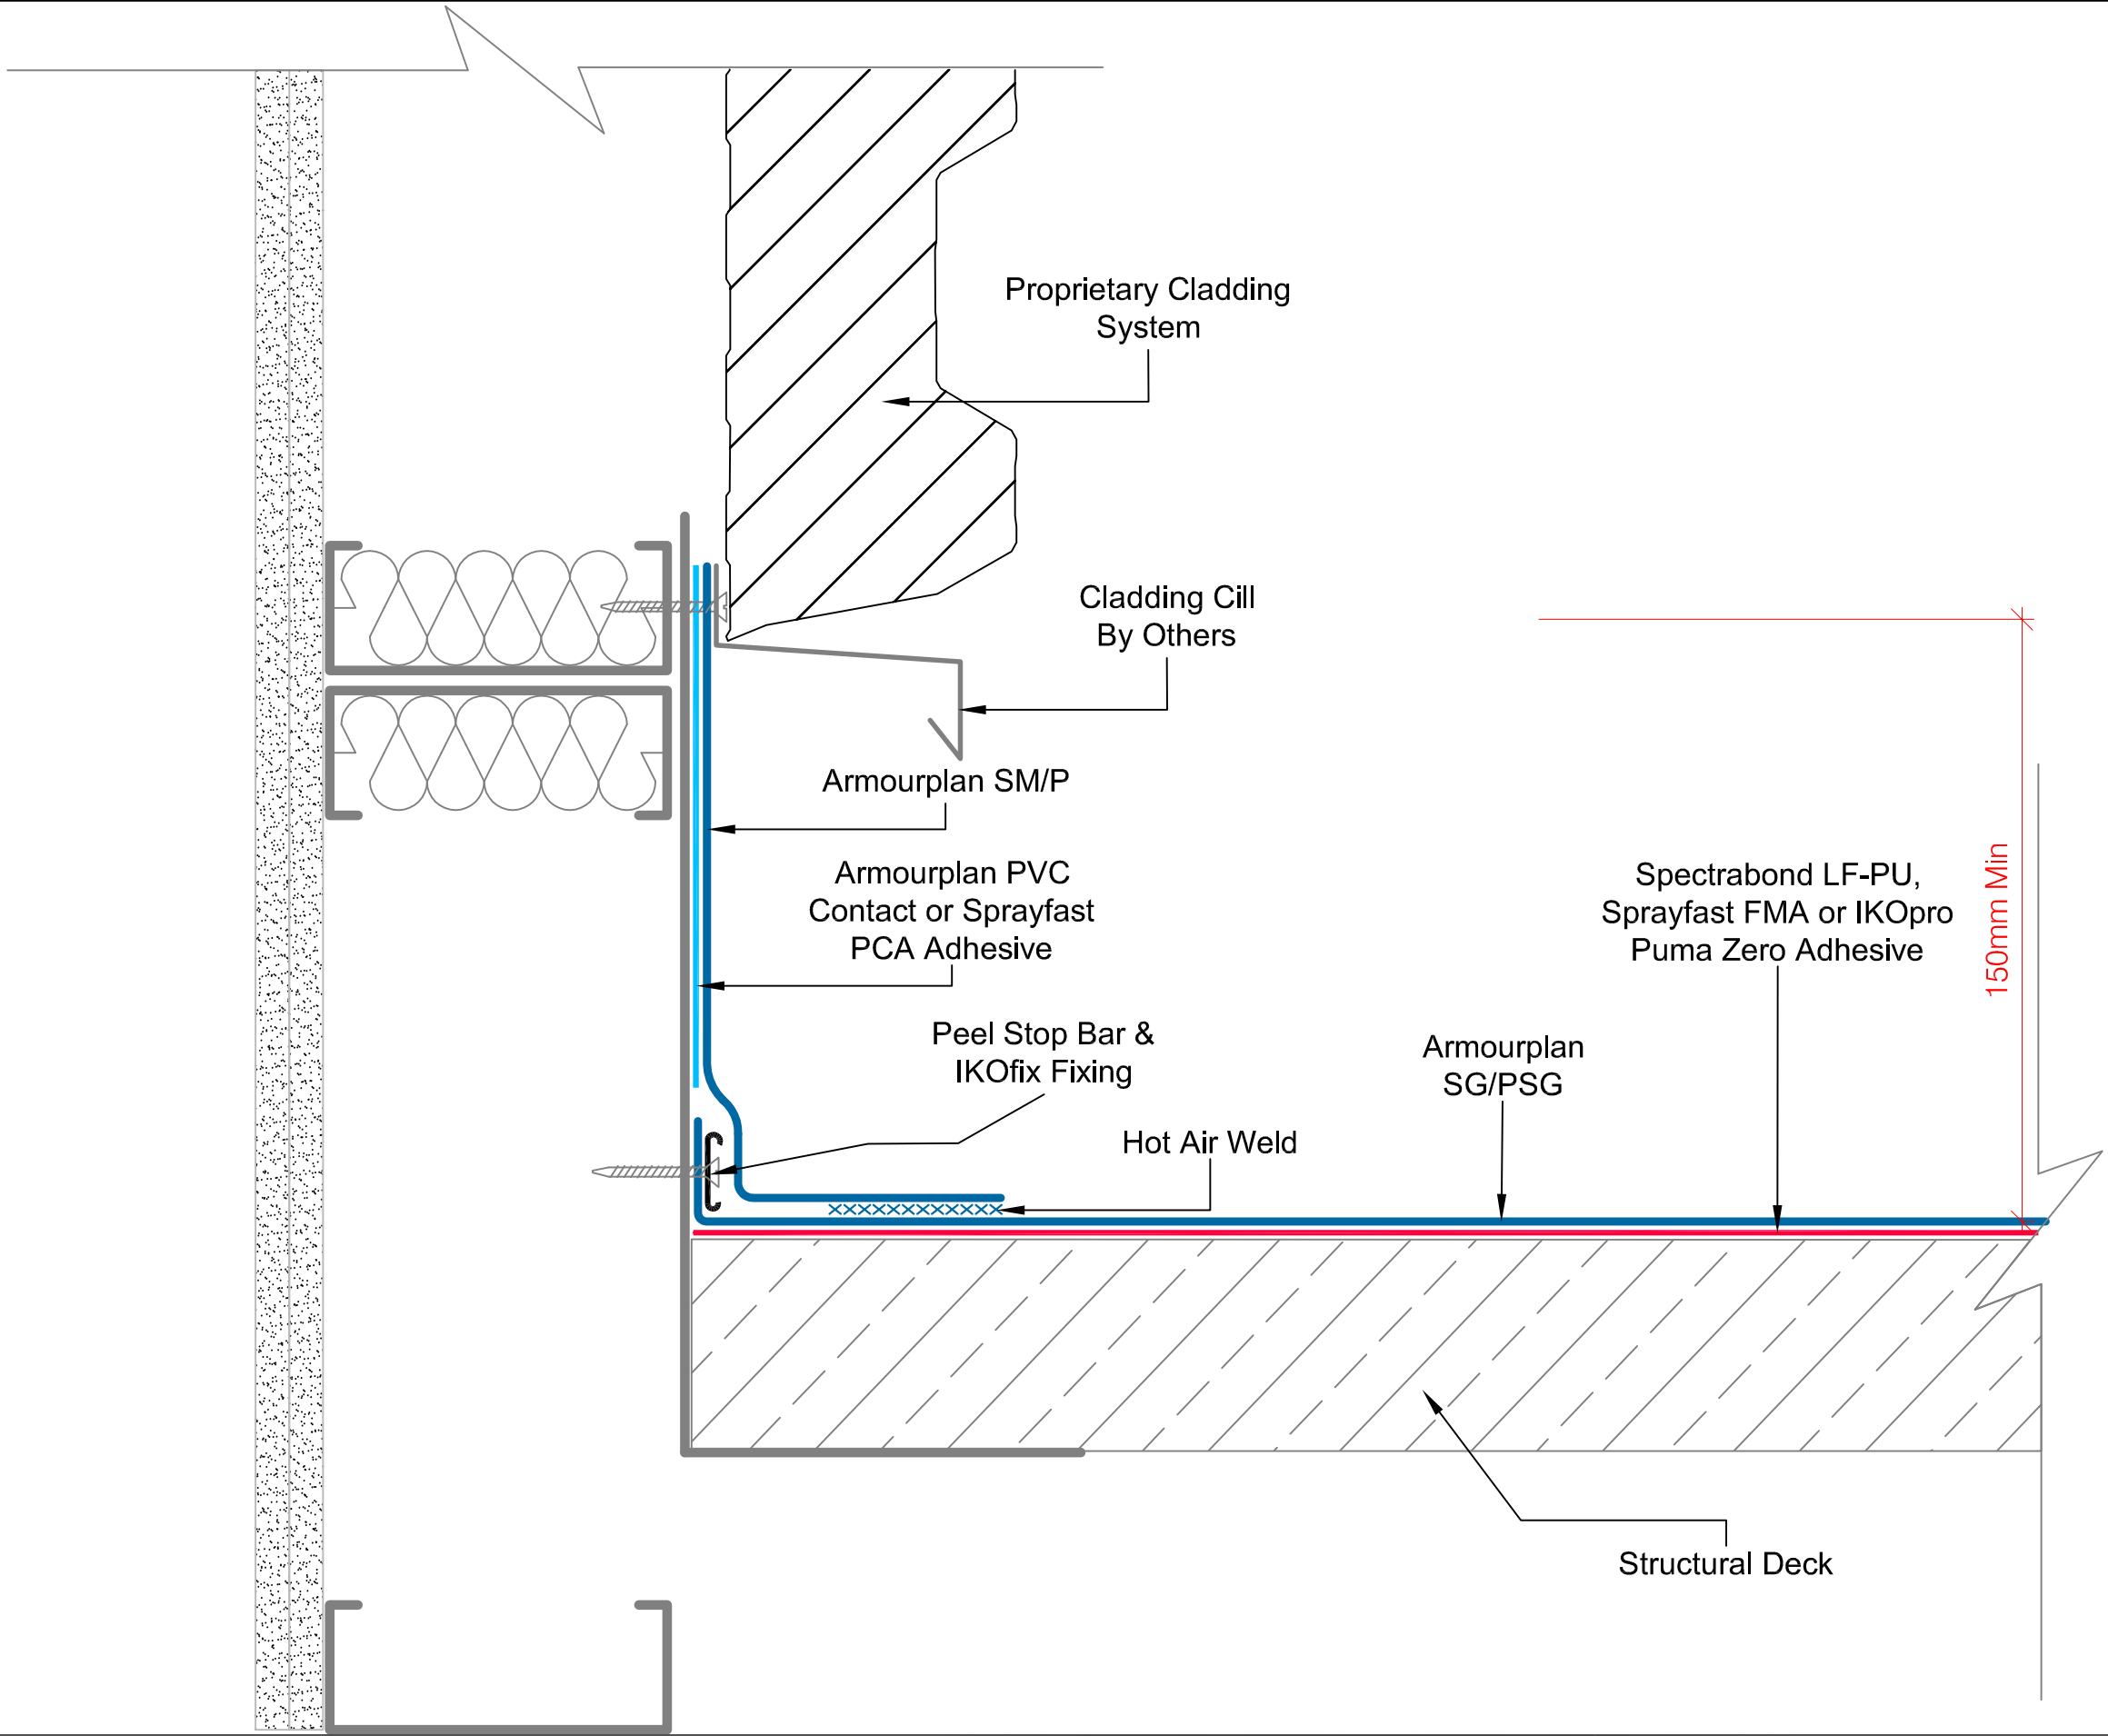 Proprietary Cladding
System
Cladding Cill
By Others
Armourplan SM/P
Armourplan PVC
Contact or Sprayfast
PCA Adhesive
Spectrabond LF-PU,
Sprayfast FMA or IKOpro
Puma Zero Adhesive
150mm Min
Peel Stop Bar &
IKOfix Fixing
Armourplan
SG/PSG
Hot Air Weld
Structural Deck